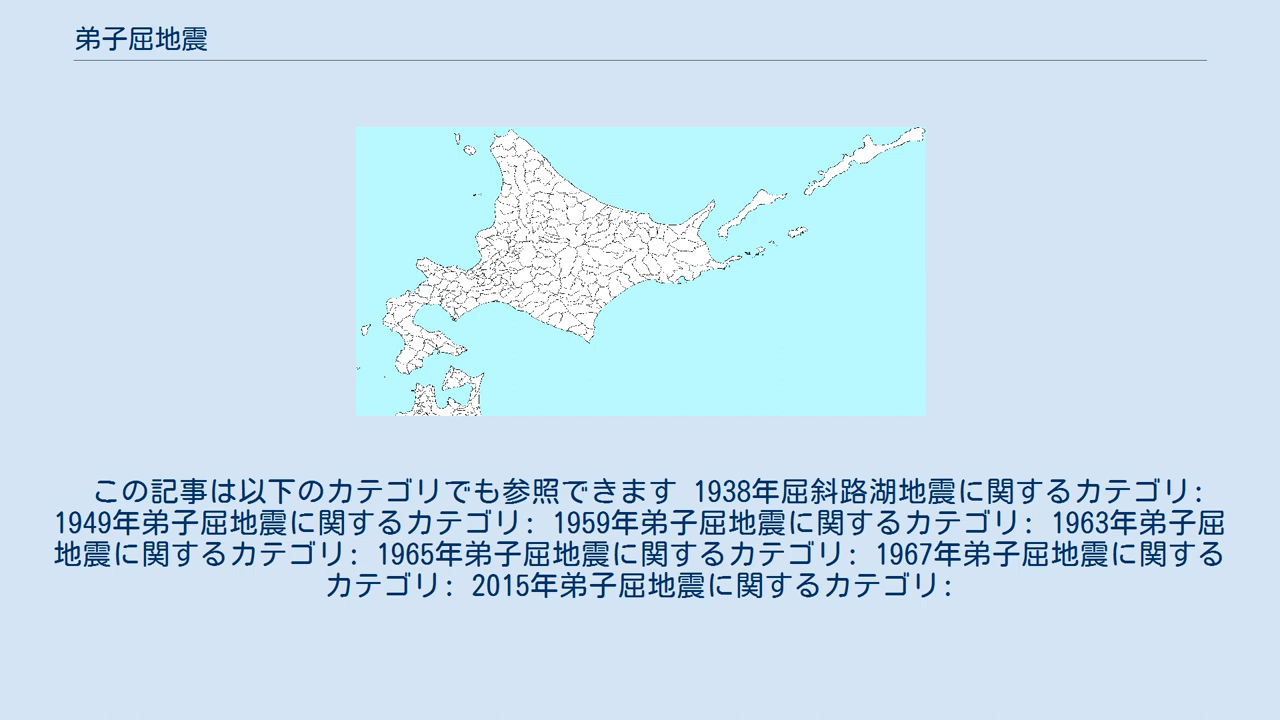 弟子屈地震
この記事は以下のカテゴリでも参照できます 1938年屈斜路湖地震に関するカテゴリ:
1949年弟子屈地震に関するカテゴリ: 1959年弟子屈地震に関するカテゴリ: 1963年弟子屈
地震に関するカテゴリ: 1965年弟子屈地震に関するカテゴリ: 1967年弟子屈地震に関する
カテゴリ: 2015年弟子屈地震に関するカテゴリ: